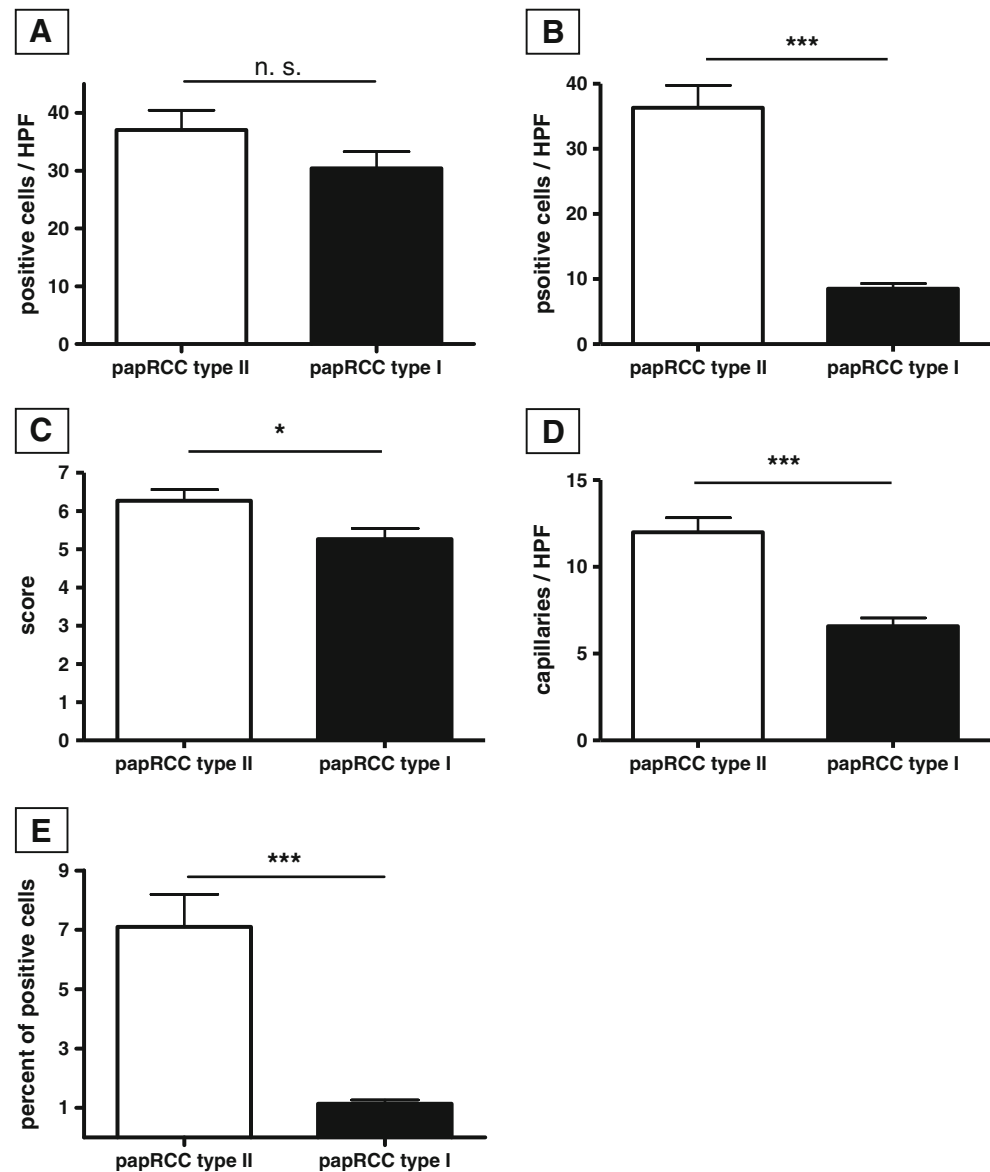 A
n. s.
positive cells / HPF
40
30
20
10
0
papRCC type II
papRCC type I
B
***
psoitive cells / HPF
40
30
20
10
0
papRCC type II
papRCC type I
C
*
score
7
6
5
4
3
2
1
0
papRCC type II
papRCC type I
D
***
capillaries / HPF
15
10
5
0
papRCC type II
papRCC type I
E
***
percent of positive cells
9
7
5
3
1
papRCC type II
papRCC type I